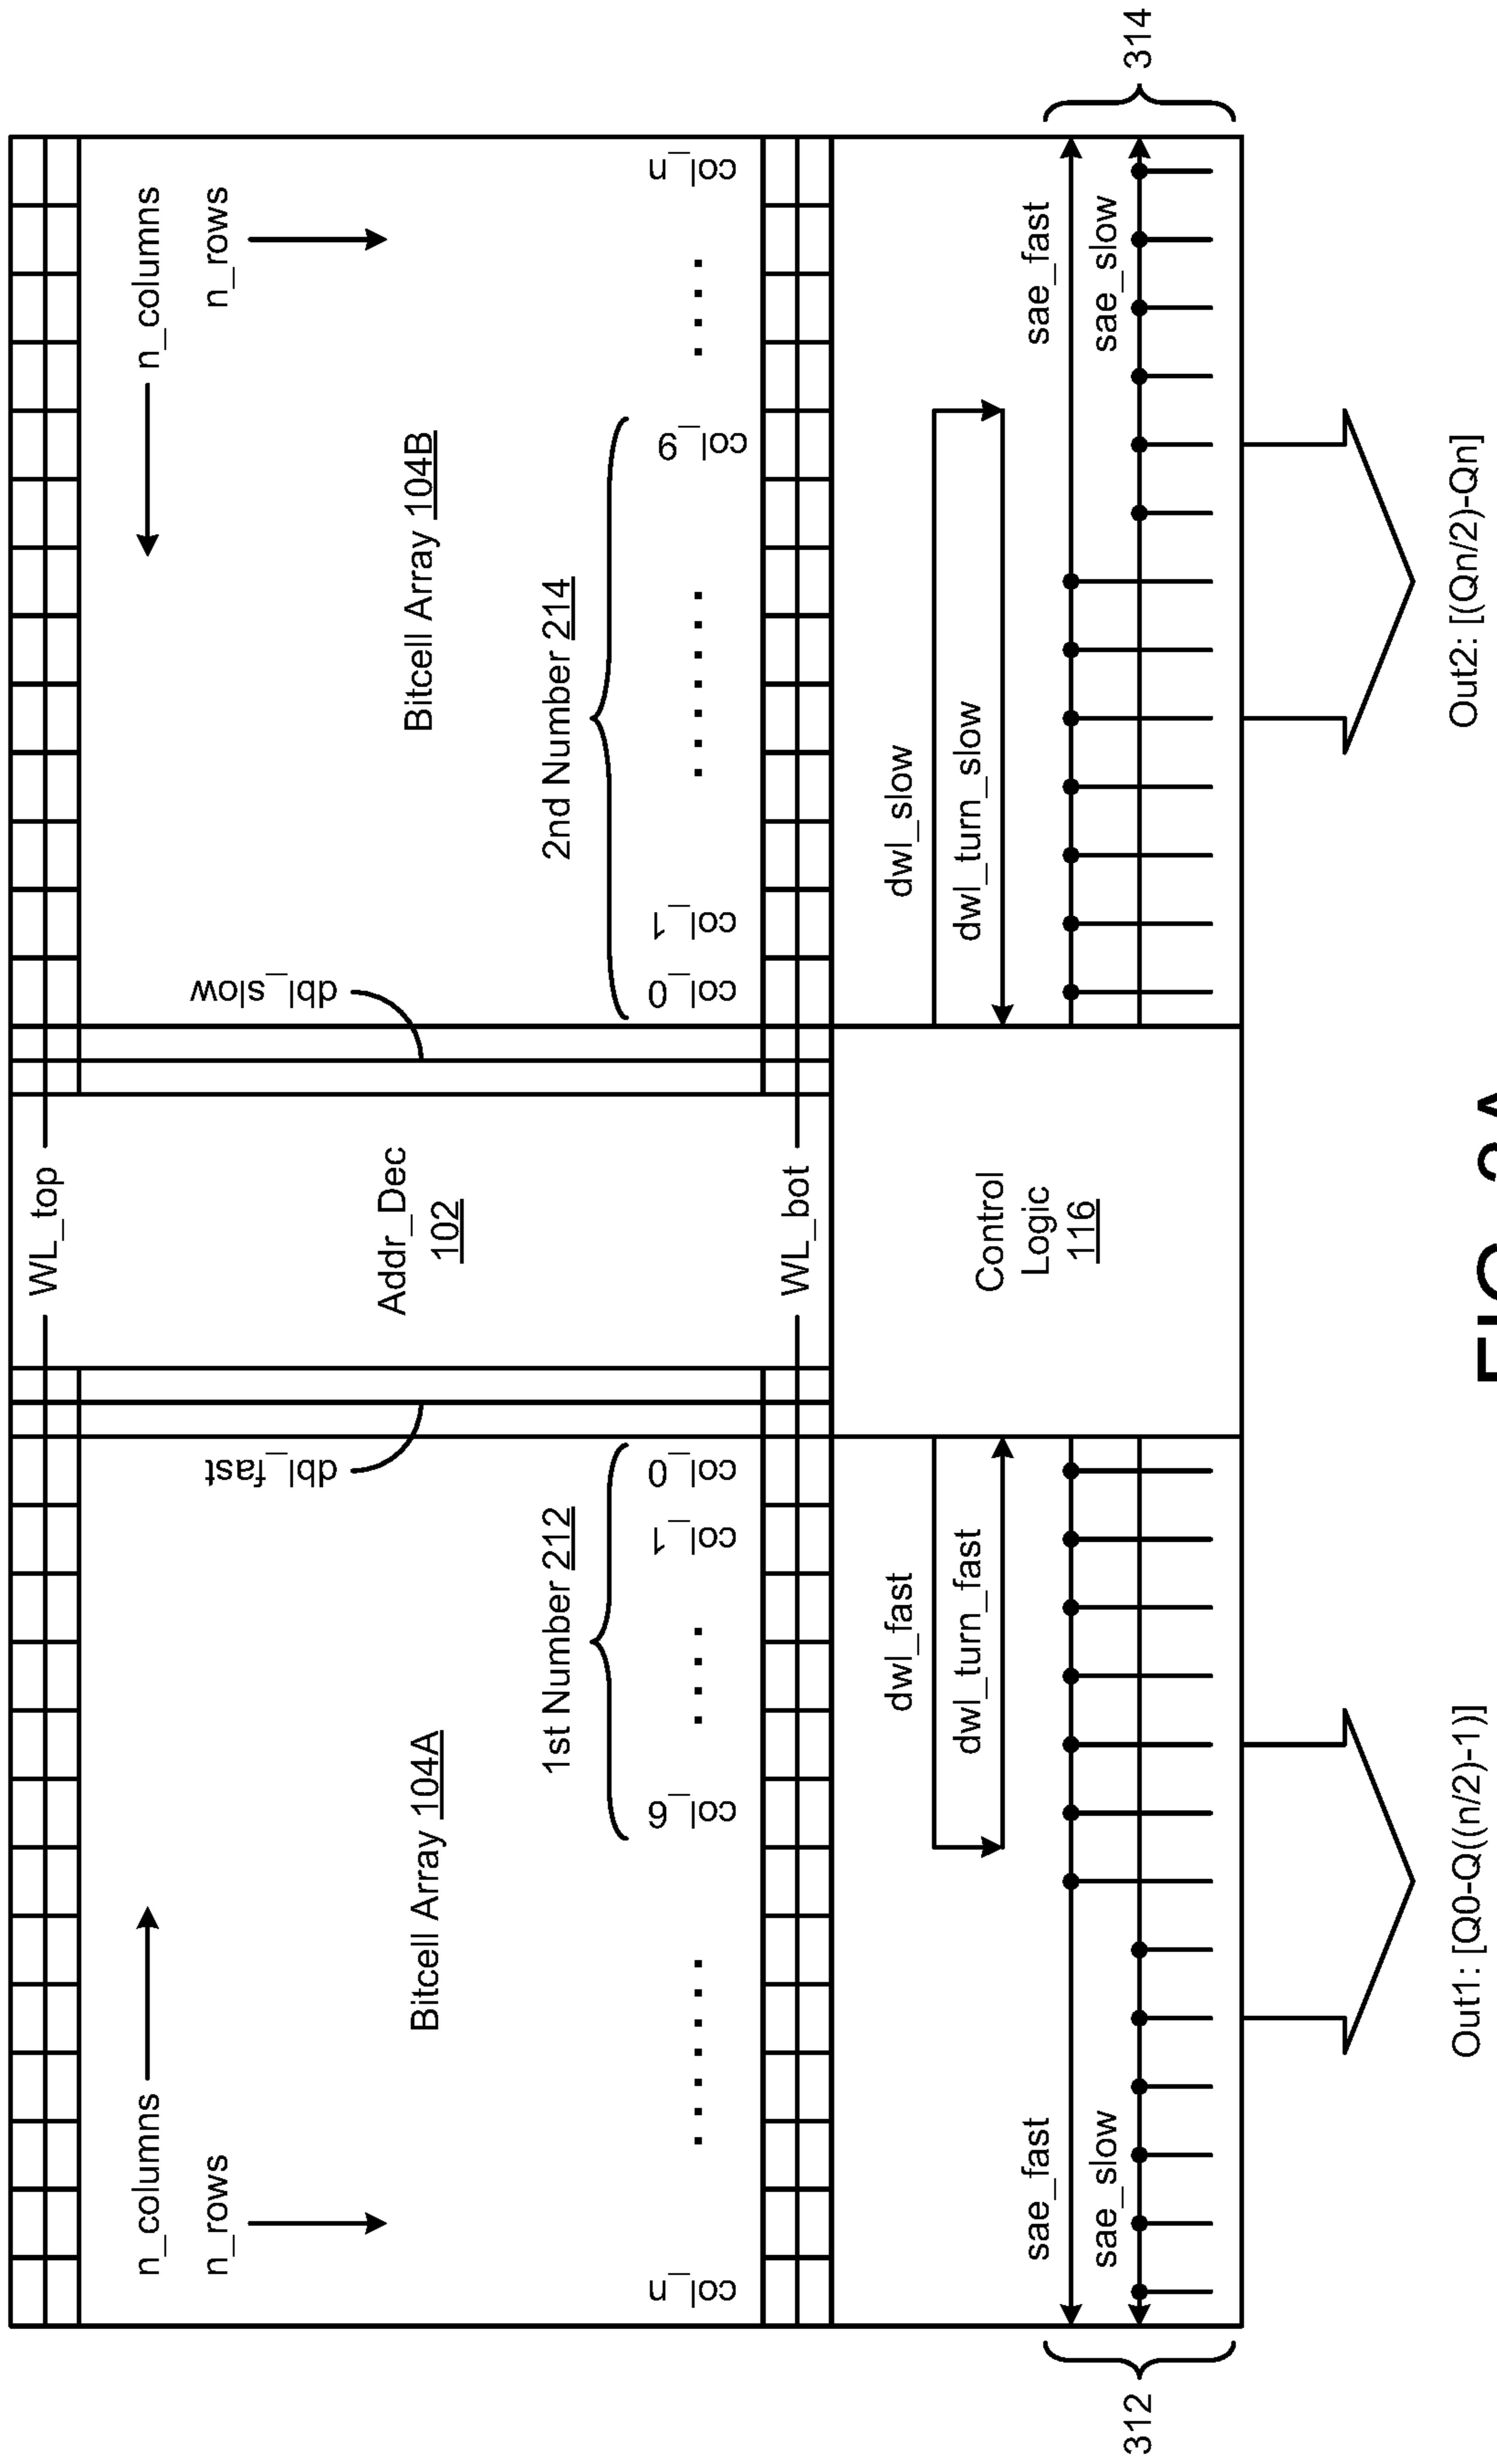 WL_top
n_columns
n_rows
dbl_fast
Addr_Dec
102
dbl_slow
n_columns
n_rows
Bitcell Array 104A
Bitcell Array 104B
1st Number 212
2nd Number 214
col_n
. . . . . . .
col_6
. . . .
col_1
col_0
col_0
col_1
. . . . . . .
col_9
. . . .
col_n
WL_bot
dwl_fast
dwl_turn_fast
Control
Logic
116
dwl_slow
dwl_turn_slow
sae_fast
sae_slow
sae_fast
sae_slow
312
314
Out1: [Q0-Q((n/2)-1)]
Out2: [(Qn/2)-Qn]